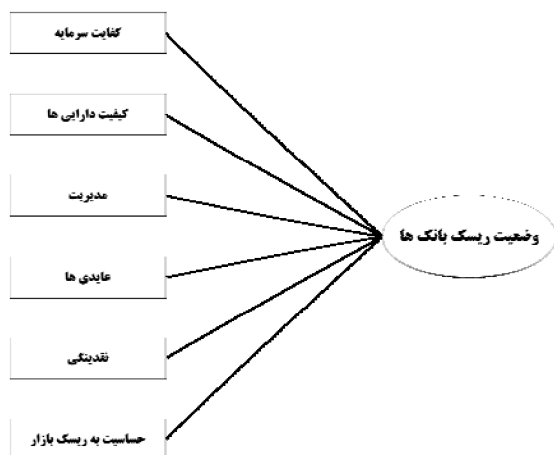 کفایت سرمایه
کیفیت دارایی ها
مدیریت
وضعیت ریسک بانک ها
عایدی ها
نقدینگی
حساسیت به ریسک بازار